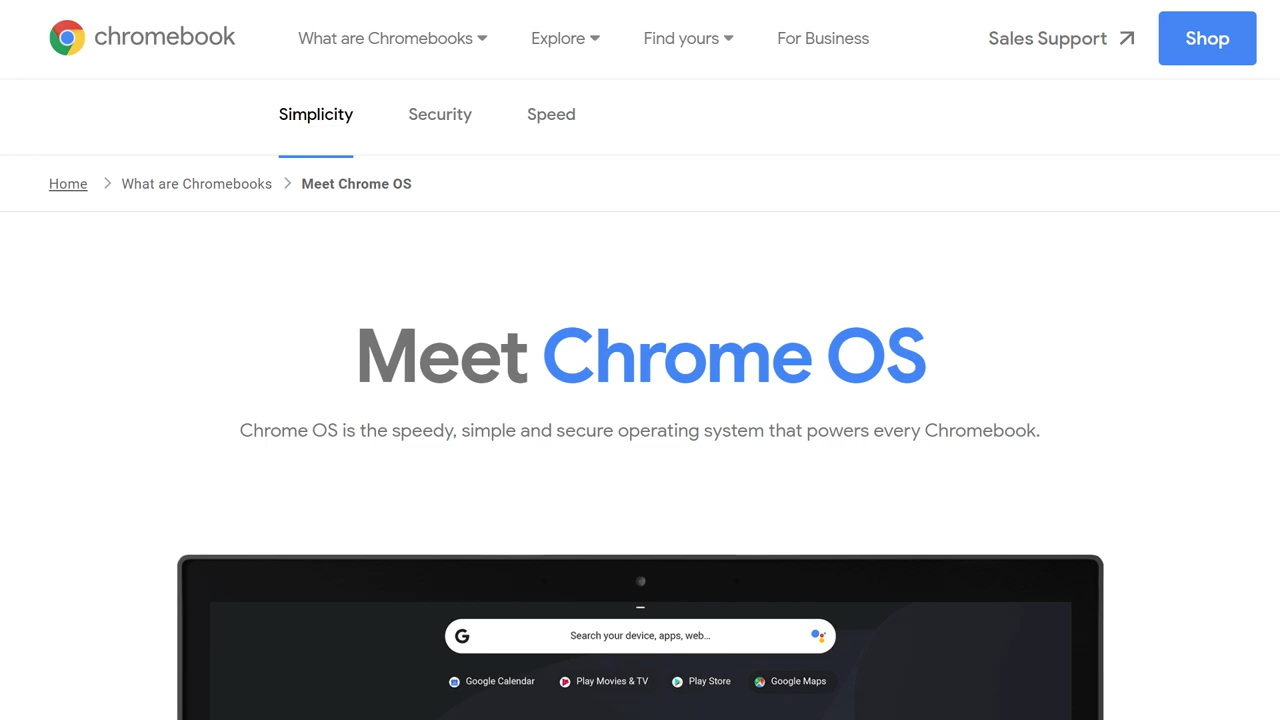 chromebook What are Chromebooks Explore Find yours For Business Sales Support Shop
Simplicity Security Speed
Home What are Chromebooks Meet Chrome OS
Meet Chrome OS
Chrome OS is the speedy, simple and secure operating system that powers every Chromebook.
G Search your device, apps, web...
Google Calendar Play Movies & TV Play Store Google Maps